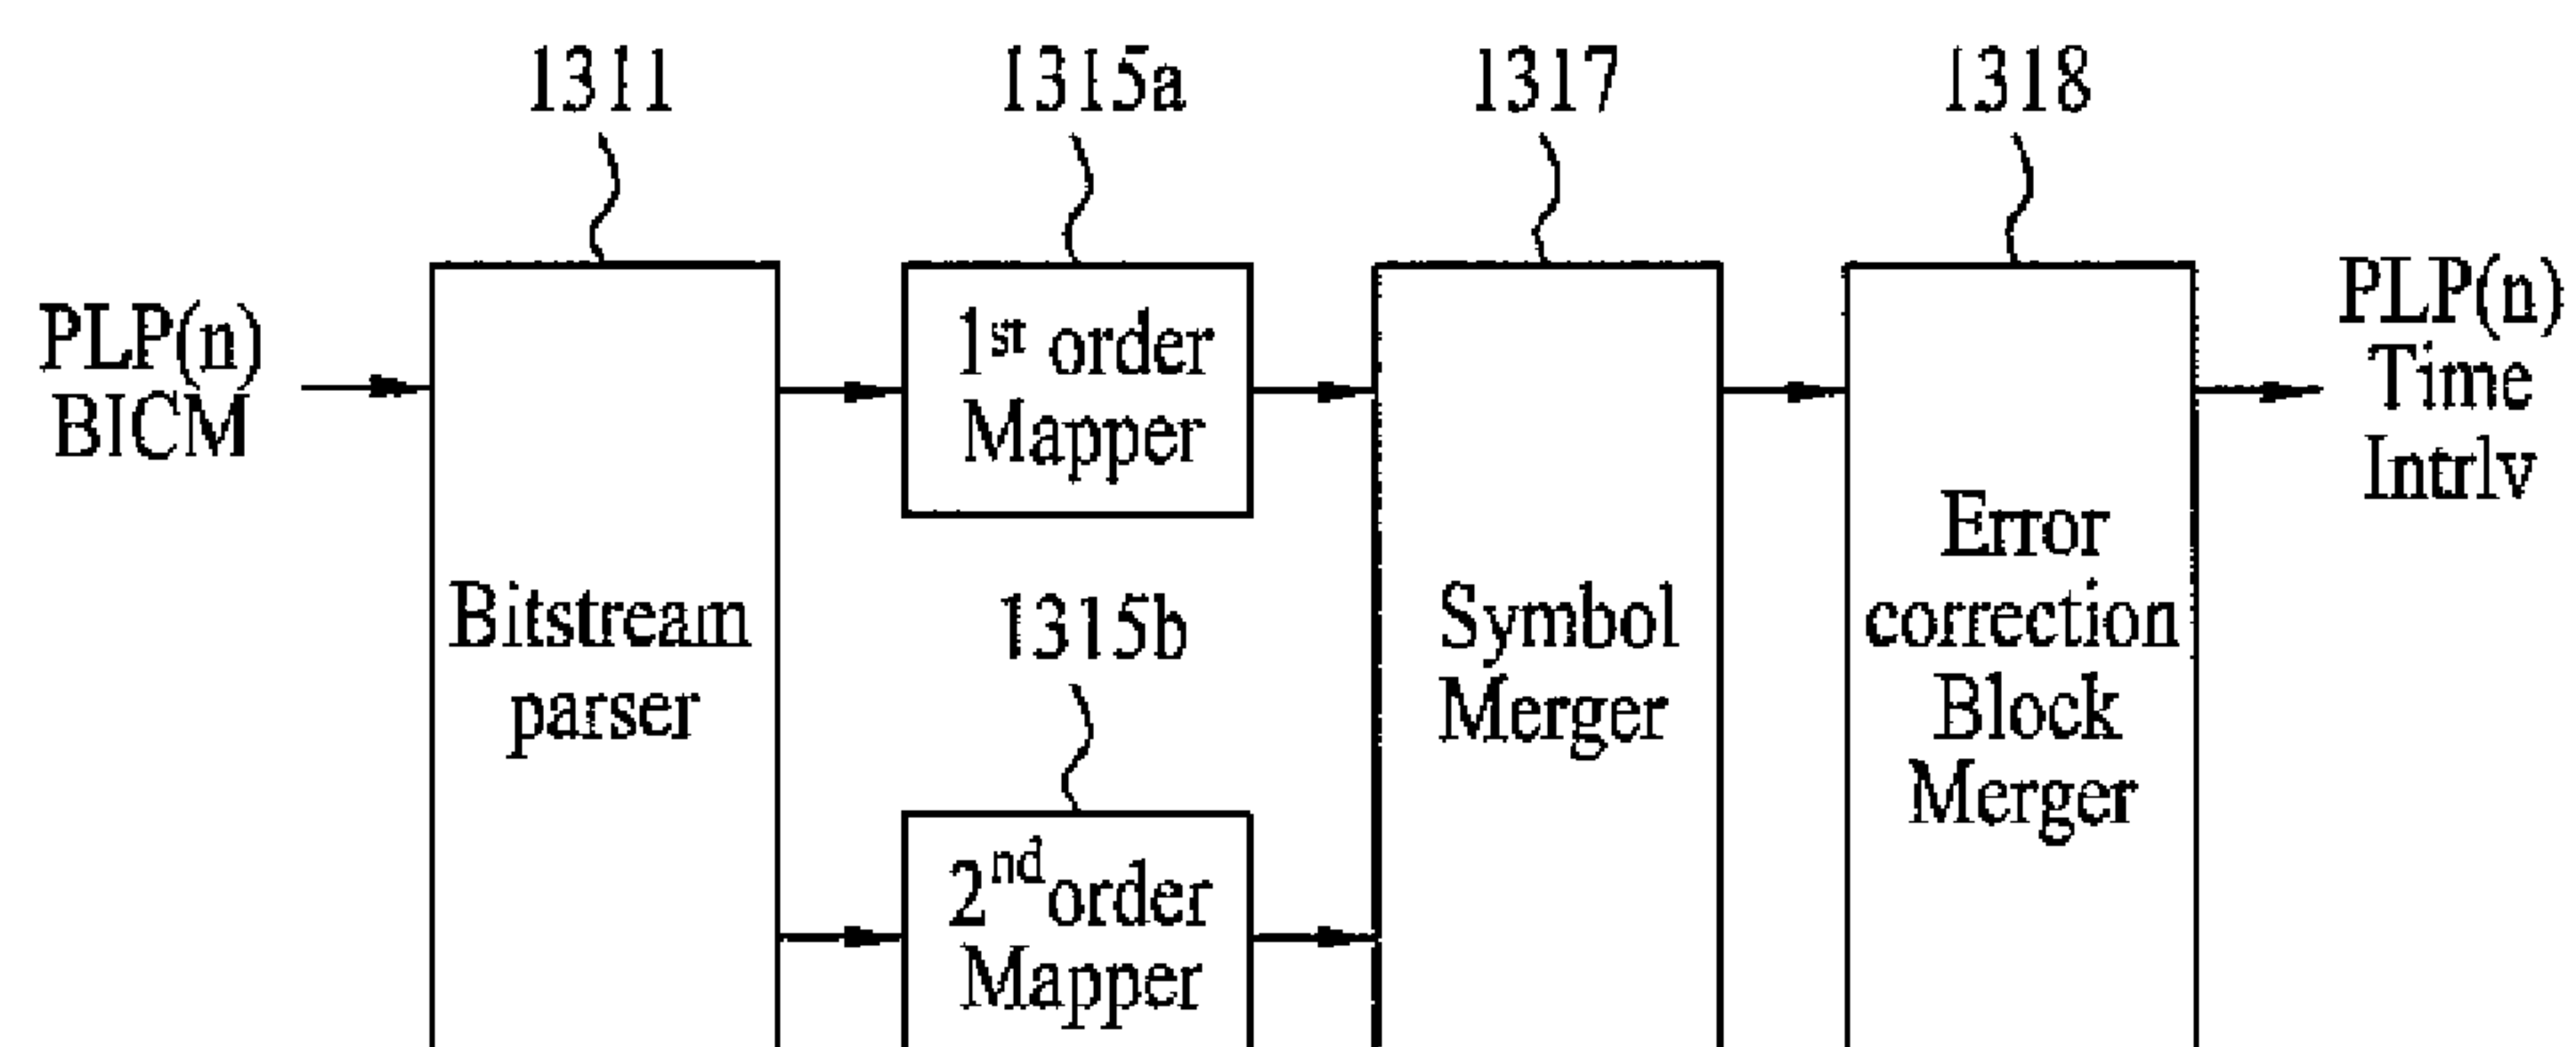 1311
1315a
1317
1318
PLP(n)
BICM
Bitstream
parser
1st order
Mapper
1315b
2nd order
Mapper
Symbol
Merger
Error
correction
Block
Merger
PLP(n)
Time
Intrlv